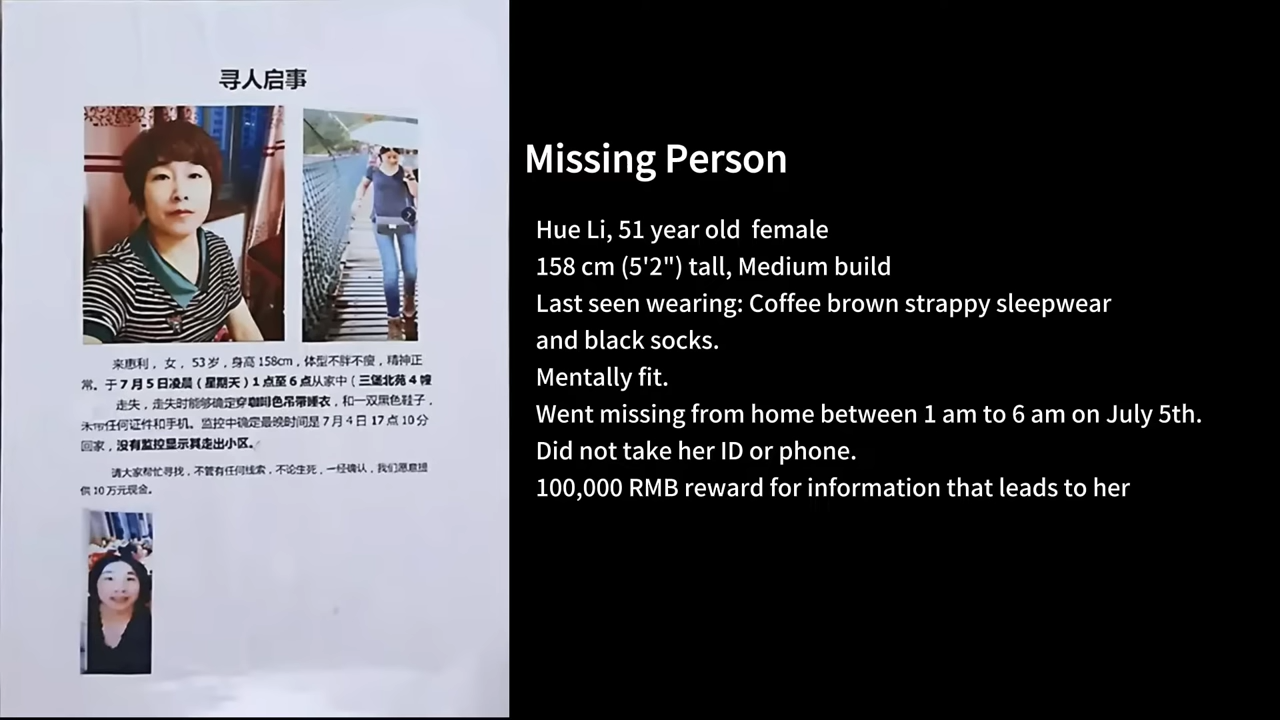 寻人启事
来惠利，女，53岁，身高158cm，体型不胖不瘦，精神正
常。于7月5日凌晨（星期天）1点至6点从家中（三堡北苑4幢
走失，走失时能够确定穿咖啡色吊带睡衣，和一双黑色鞋子，
未带任何证件和手机。监控中确定最晚时间是7月4日17点10分
回家，没有监控显示其走出小区。
请大家帮忙寻找，不管有任何线索，不论生死，一经确认，我们愿意提
供10万元现金。
Missing Person
Hue Li, 51 year old female
158 cm (5'2") tall, Medium build
Last seen wearing: Coffee brown strappy sleepwear
and black socks.
Mentally fit.
Went missing from home between 1 am to 6 am on July 5th.
Did not take her ID or phone.
100,000 RMB reward for information that leads to her